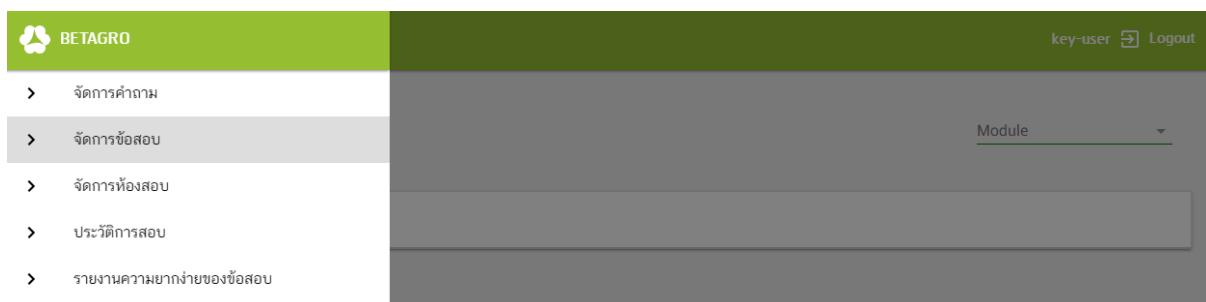 BETAGRO
key-user Logout
จัดการคำถาม
จัดการข้อสอบ
Module
จัดการห้องสอบ
ประวัติการสอบ
รายงานความยากง่ายของข้อสอบ